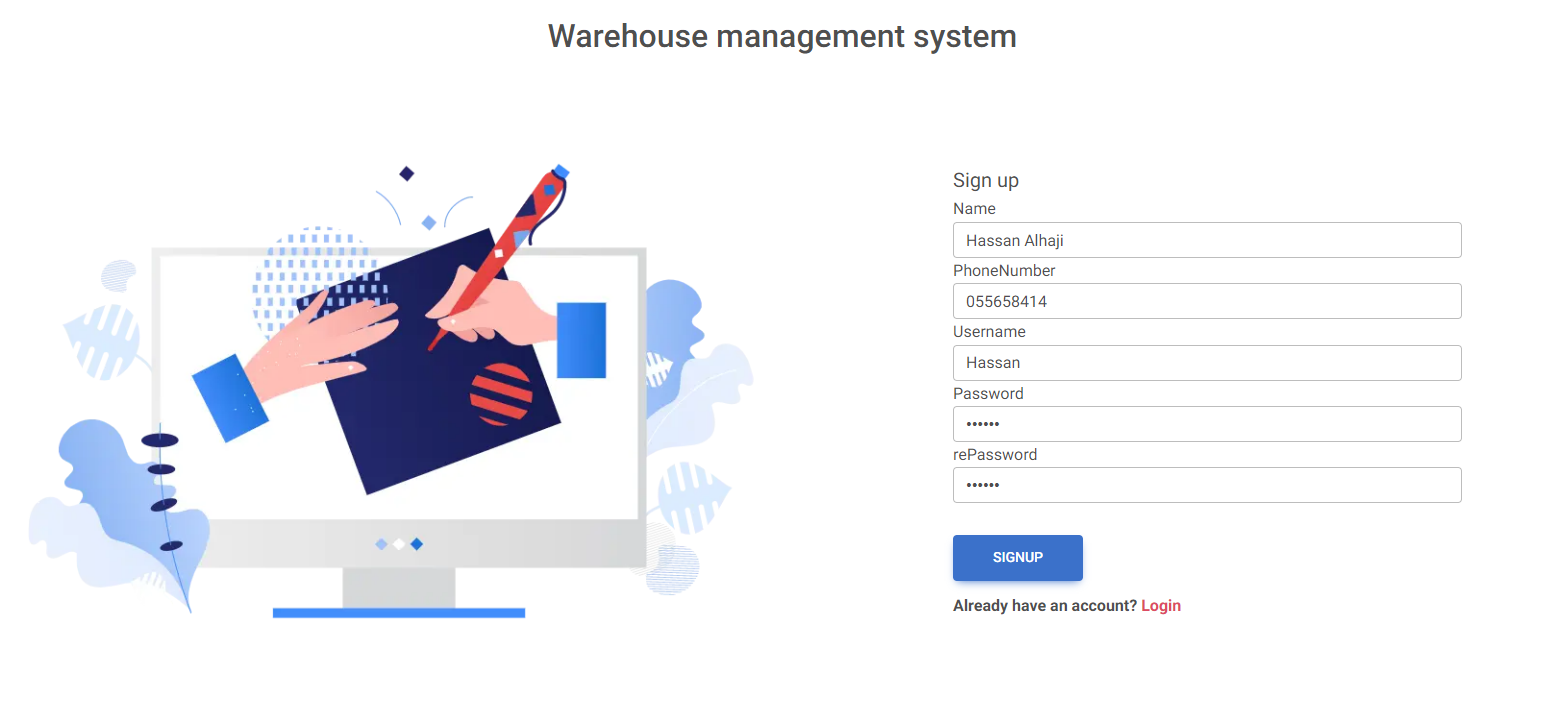 Warehouse management system
Sign up
Name
Hassan Alhaji
PhoneNumber
055658414
Username
Hassan
Password
••••••
rePassword
••••••
SIGNUP
Already have an account? Login